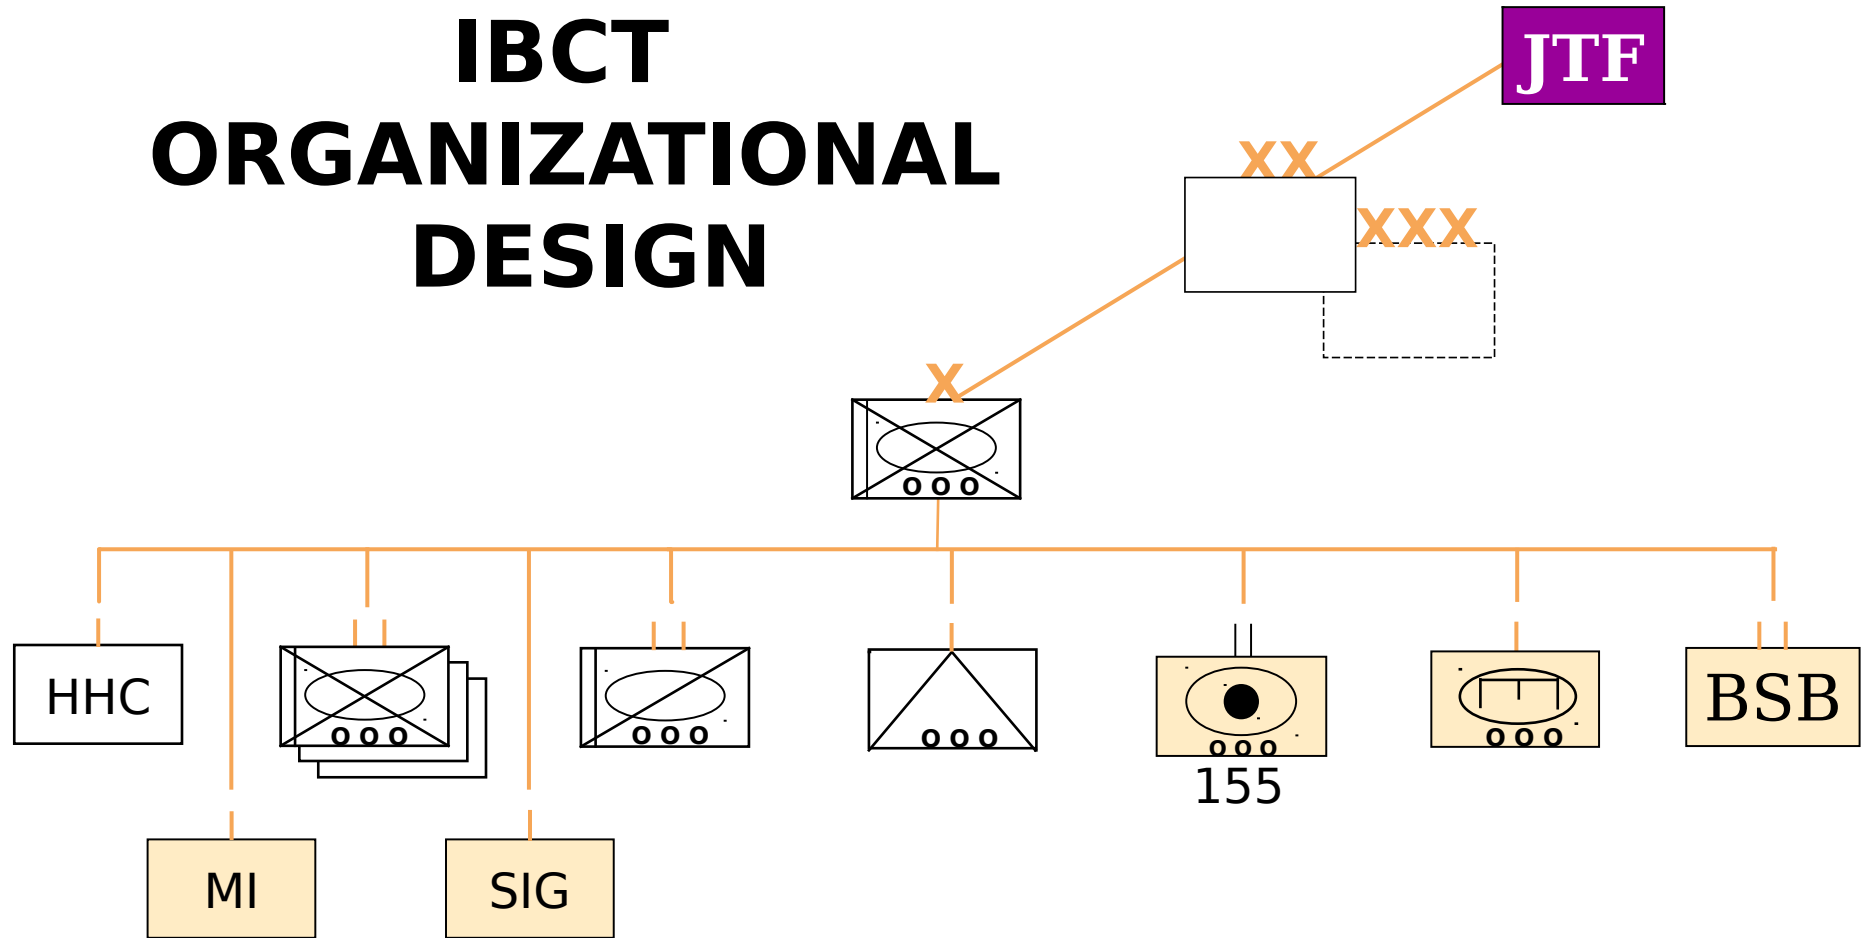 IBCT
ORGANIZATIONAL
DESIGN
JTF
XX
XXX
X
O O O
HHC
O O O
O O O
O O O
O O O
155
O O O
BSB
MI
SIG